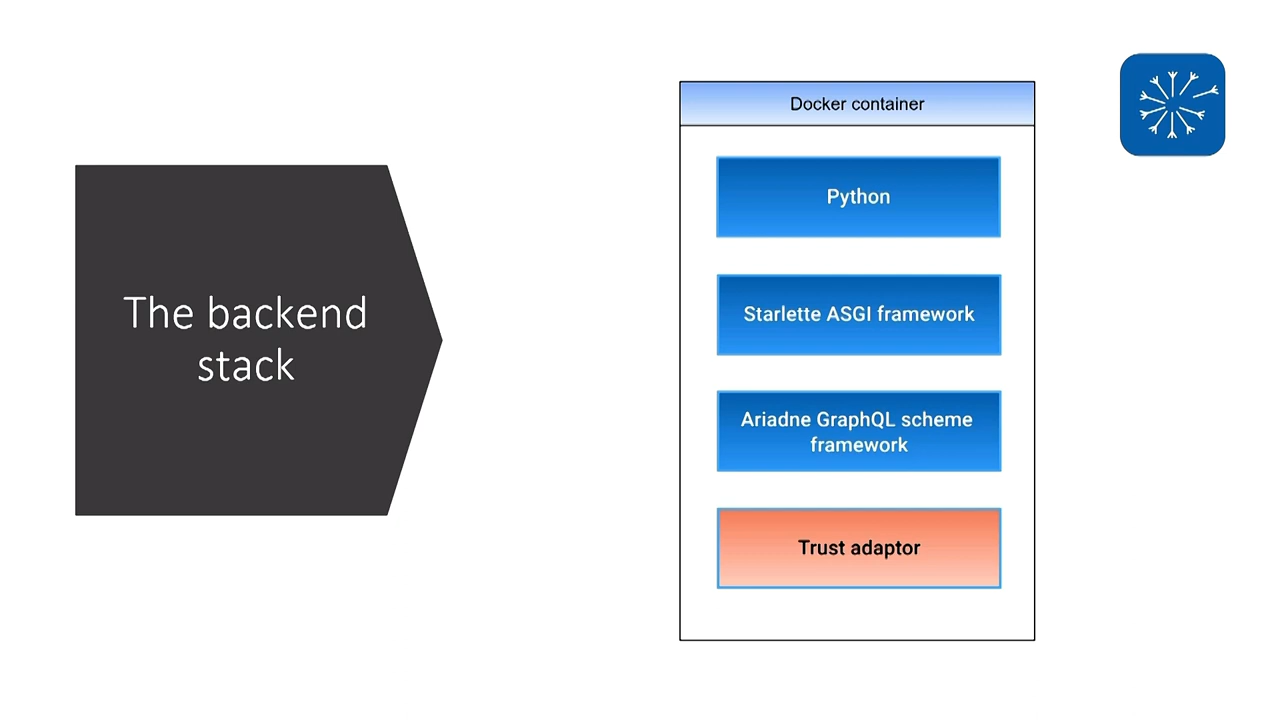 The backend
stack
Docker container
Python
Starlette ASGI framework
Ariadne GraphQL scheme
framework
Trust adaptor